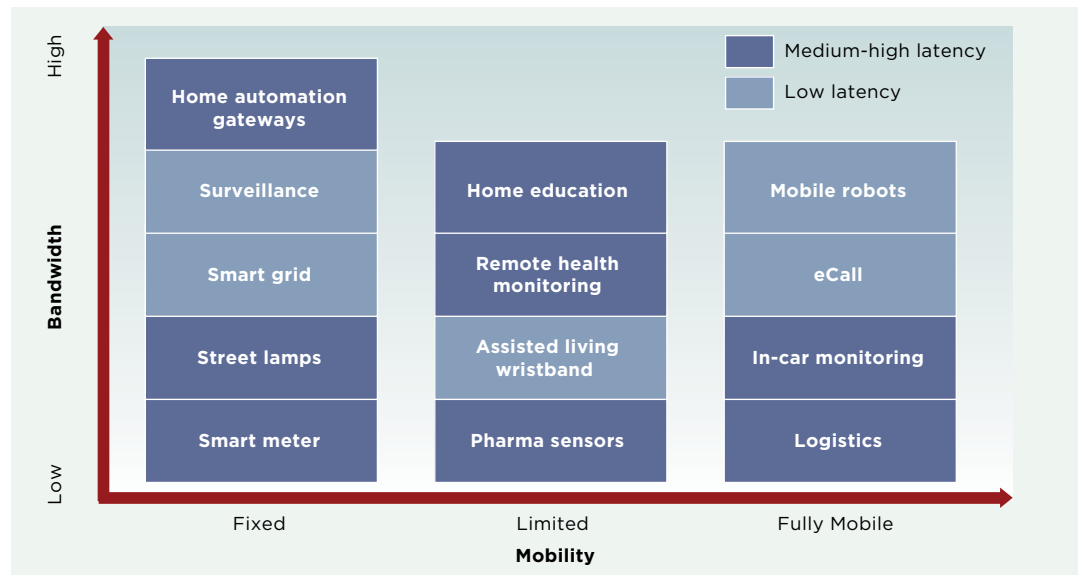 High
Medium-high latency
Low latency
Home automation
gateways
Surveillance
Smart grid
Street lamps
Smart meter
Home education
Remote health
monitoring
Assisted living
wristband
Pharma sensors
Mobile robots
eCall
In-car monitoring
Logistics
Bandwidth
Low
Fixed
Limited
Fully Mobile
Mobility